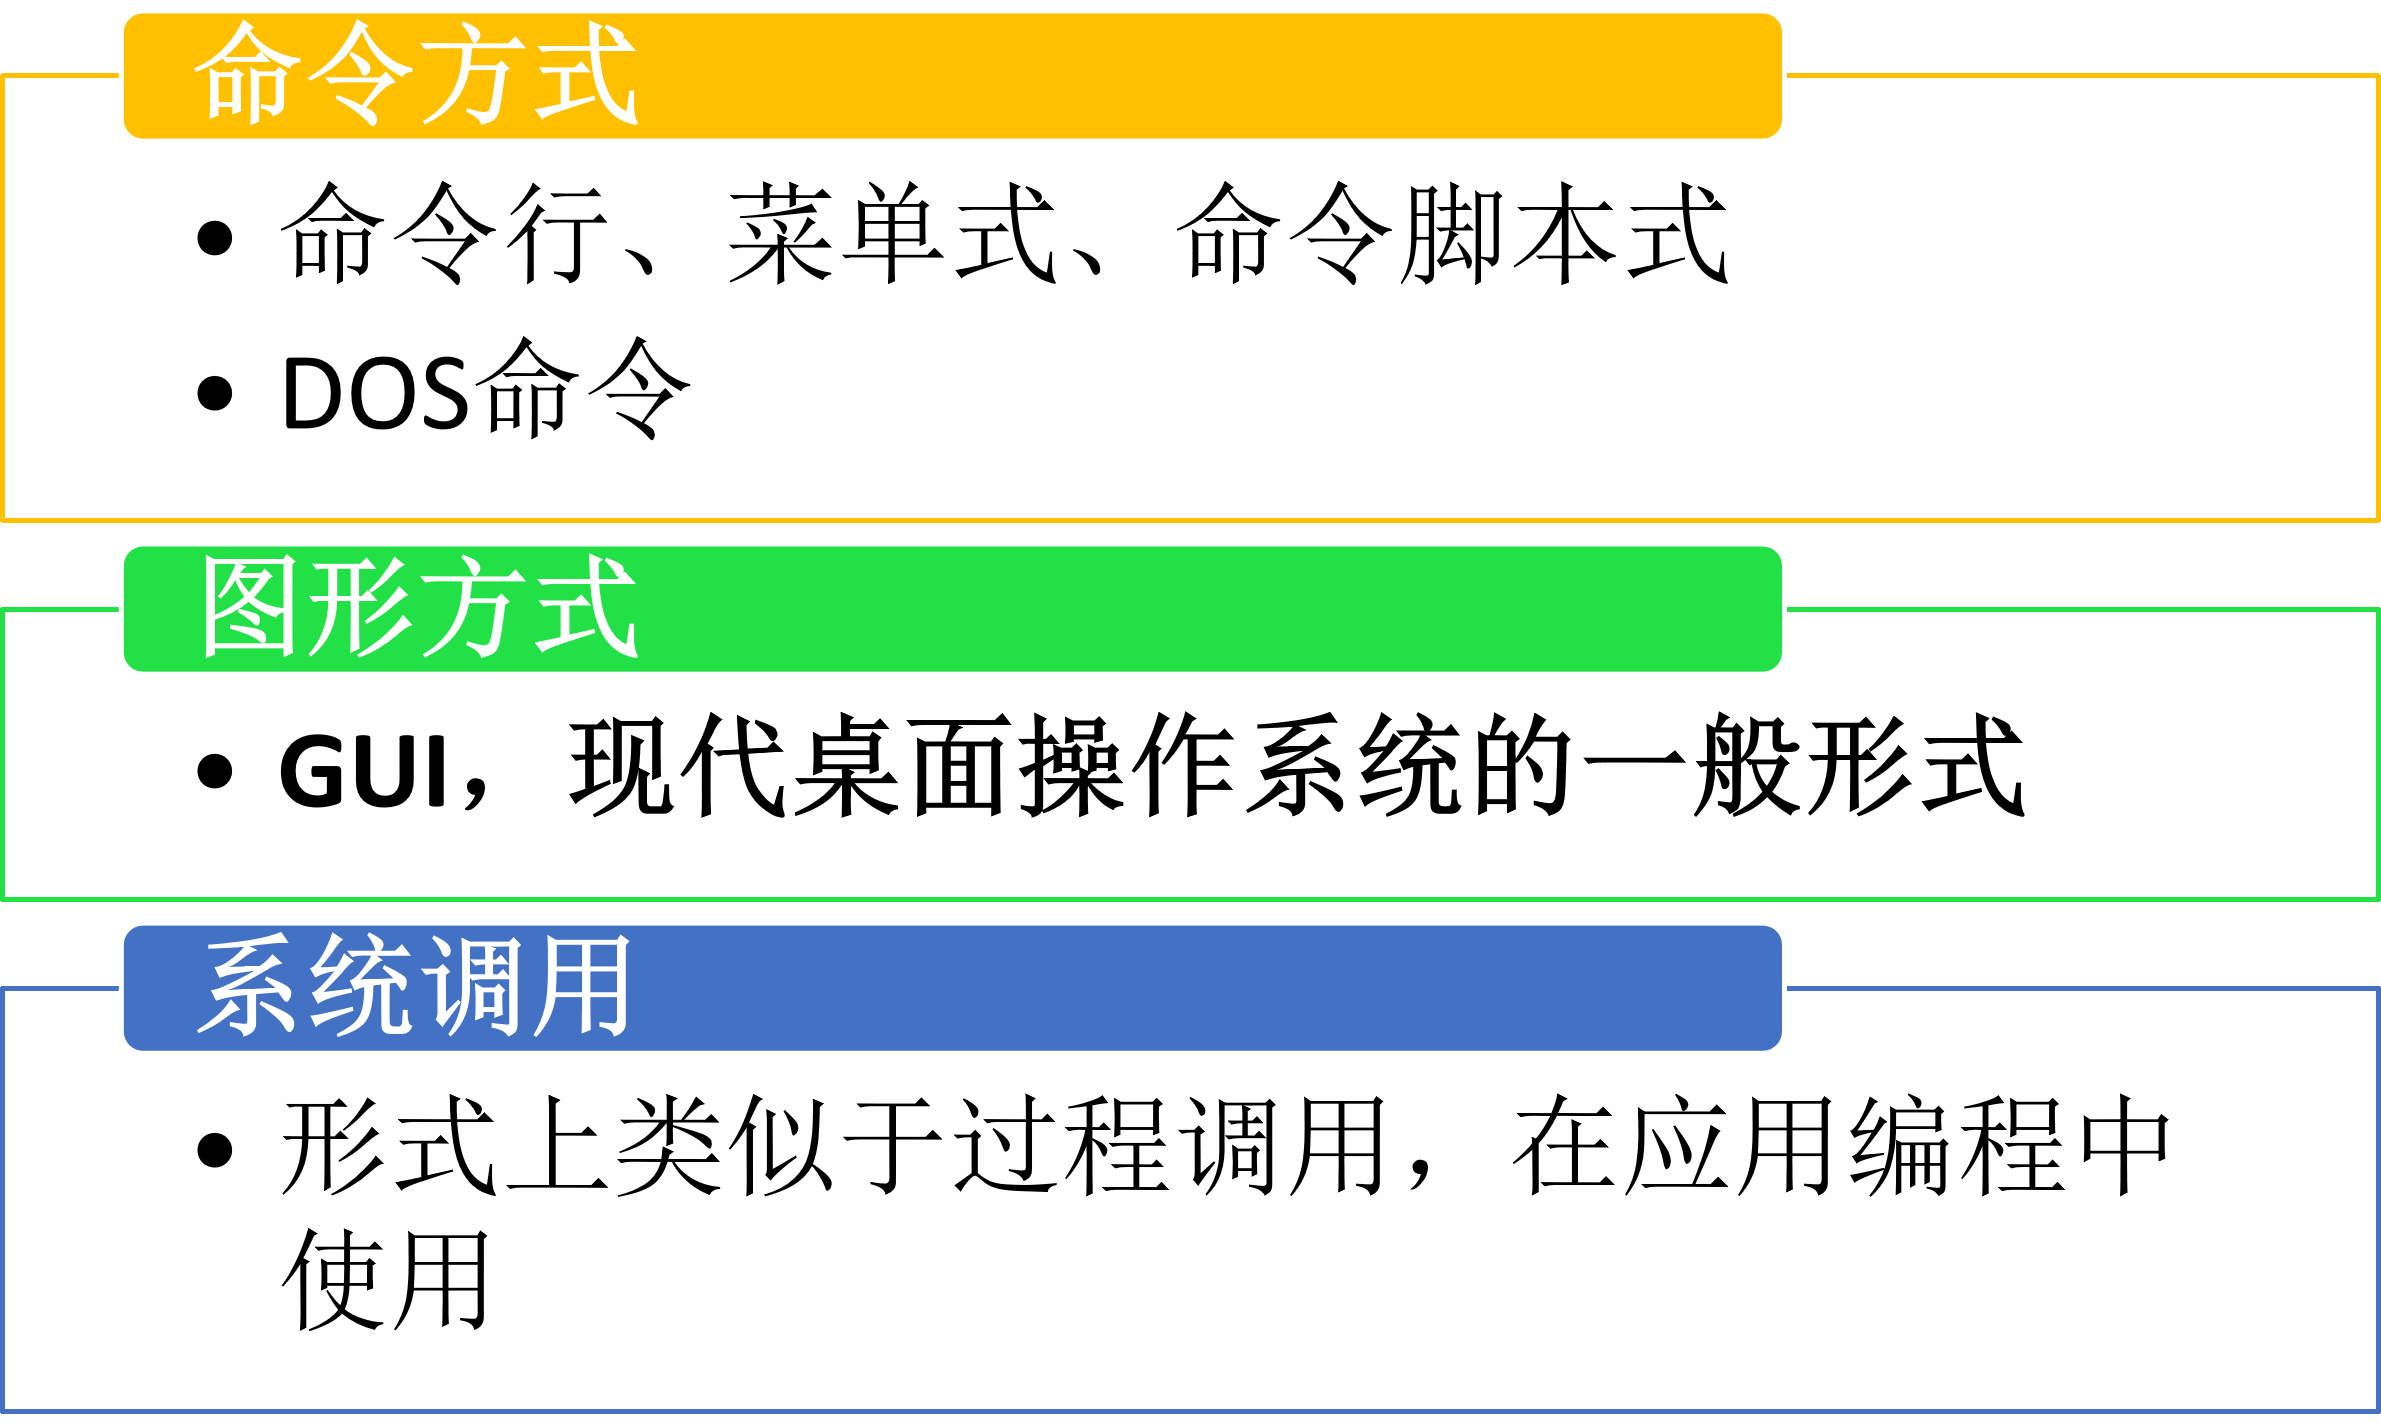 命令方式
• 命令行、菜单式、命令脚本式
• DOS命令
图形方式
• GUI，现代桌面操作系统的一般形式
系统调用
• 形式上类似于过程调用，在应用编程中
使用